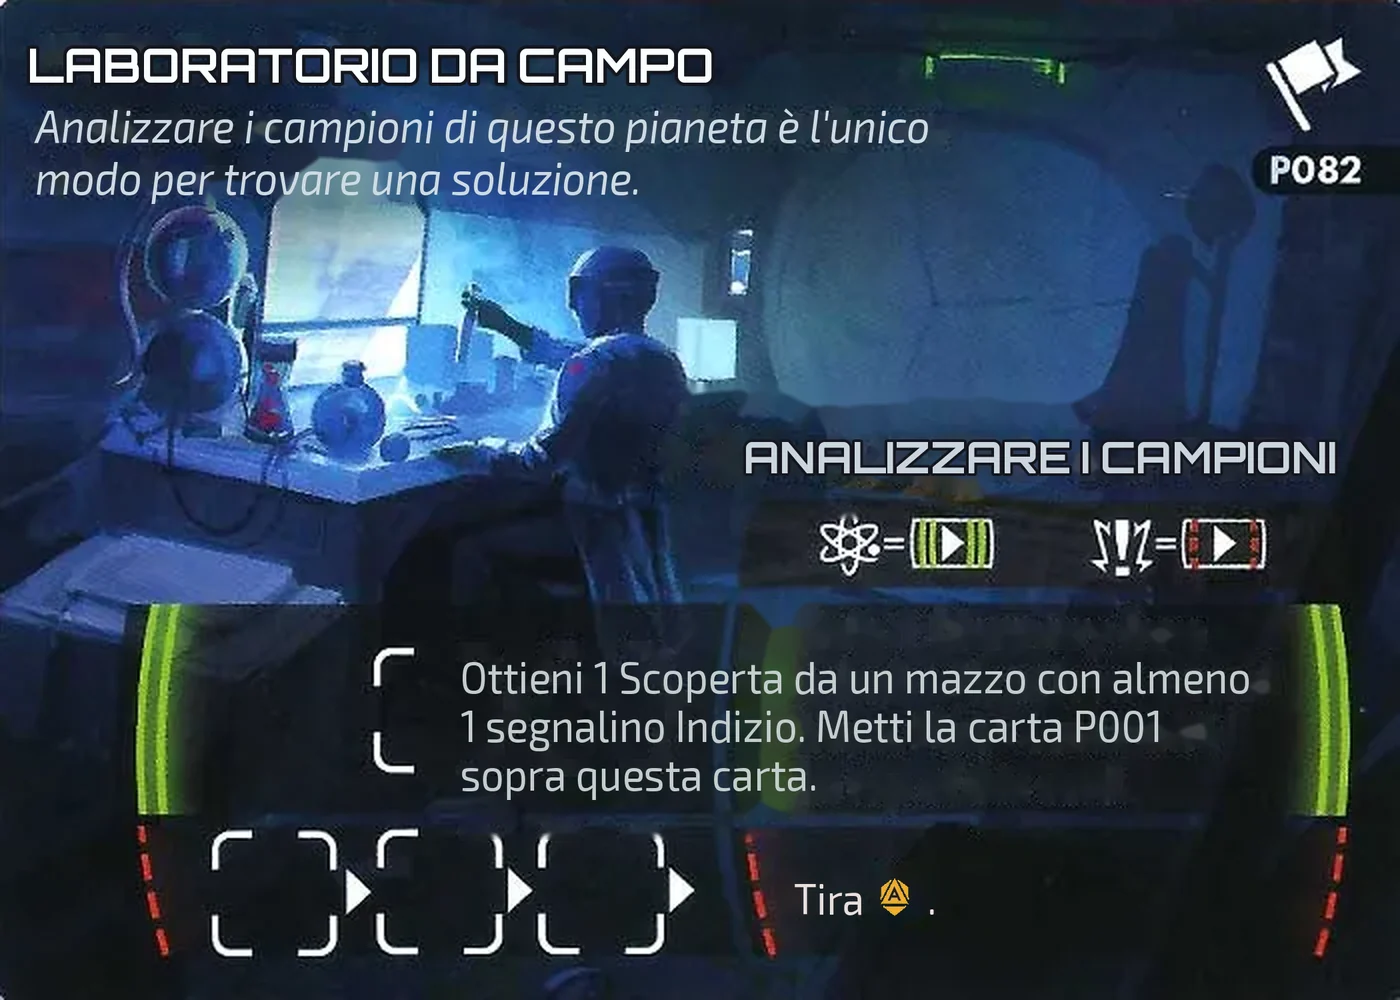 LABORATORIO DA CAMPO
Analizzare i campioni di questo pianeta è l'unico
modo per trovare una soluzione.
P082
ANALIZZARE I CAMPIONI
=
=
Ottieni 1 Scoperta da un mazzo con almeno
1 segnalino Indizio. Metti la carta P001
sopra questa carta.
Tira A .